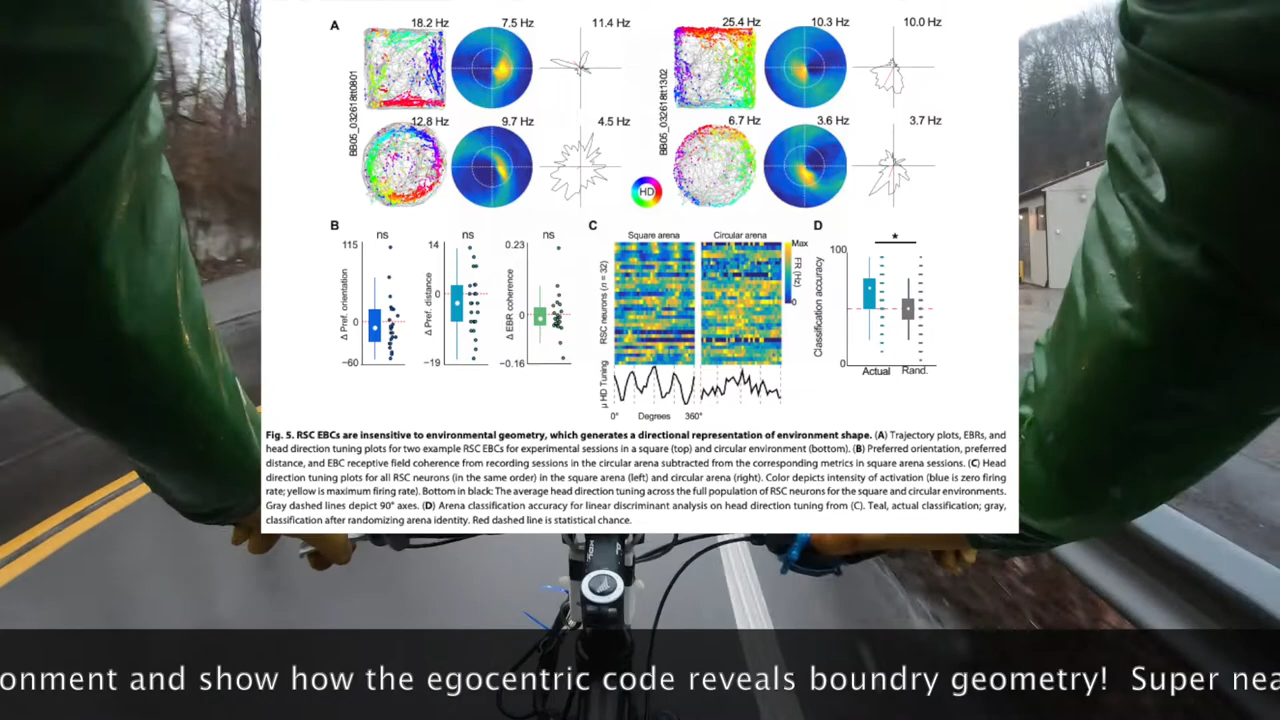 A
18.2 Hz 7.5 Hz 11.4 Hz 25.4 Hz 10.3 Hz 10.0 Hz
BB05_032618tt0801
BB05_032618tt1302
12.8 Hz 9.7 Hz 4.5 Hz 6.7 Hz 3.6 Hz 3.7 Hz
HD
B
ns ns ns
115 14 0.23
Δ Pref. orientation
Δ Pref. distance
Δ EBR coherence
0 0 0
−60 −19 −0.16
C
Square arena Circular arena
RSC neurons (n = 32)
Max
FR (Hz)
0
μ HD Tuning
0° Degrees 360°
D
*
100
Classification accuracy
0
Actual Rand.
Fig. 5. RSC EBCs are insensitive to environmental geometry, which generates a directional representation of environment shape. (A) Trajectory plots, EBRs, and
head direction tuning plots for two example RSC EBCs for experimental sessions in a square (top) and circular environment (bottom). (B) Preferred orientation, preferred
distance, and EBC receptive field coherence from recording sessions in the circular arena subtracted from the corresponding metrics in square arena sessions. (C) Head
direction tuning plots for all RSC neurons (in the same order) in the square arena (left) and circular arena (right). Color depicts intensity of activation (blue is zero firing
rate; yellow is maximum firing rate). Bottom in black: The average head direction tuning across the full population of RSC neurons for the square and circular environments.
Gray dashed lines depict 90° axes. (D) Arena classification accuracy for linear discriminant analysis on head direction tuning from (C). Teal, actual classification; gray,
classification after randomizing arena identity. Red dashed line is statistical chance.
onment and show how the egocentric code reveals boundry geometry! Super nea